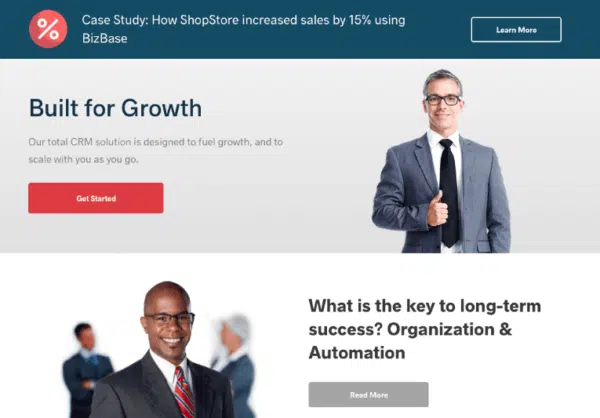 %
Case Study: How ShopStore increased sales by 15% using
BizBase
Learn More
Built for Growth
Our total CRM solution is designed to fuel growth, and to
scale with you as you go.
Get Started
What is the key to long-term
success? Organization &
Automation
Read More